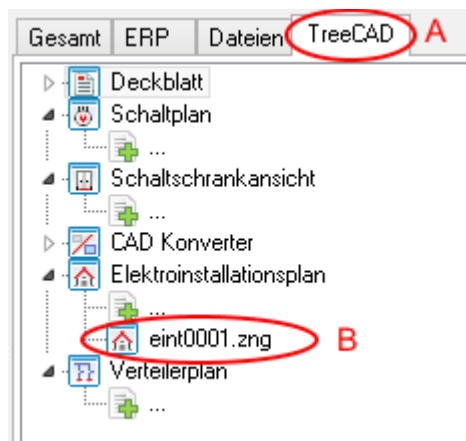 Gesamt ERP Dateien TreeCAD A
Deckblatt
Schaltplan
...
Schaltschrankansicht
...
CAD Konverter
Elektroinstallationsplan
...
eint0001.zng B
Verteilerplan
...